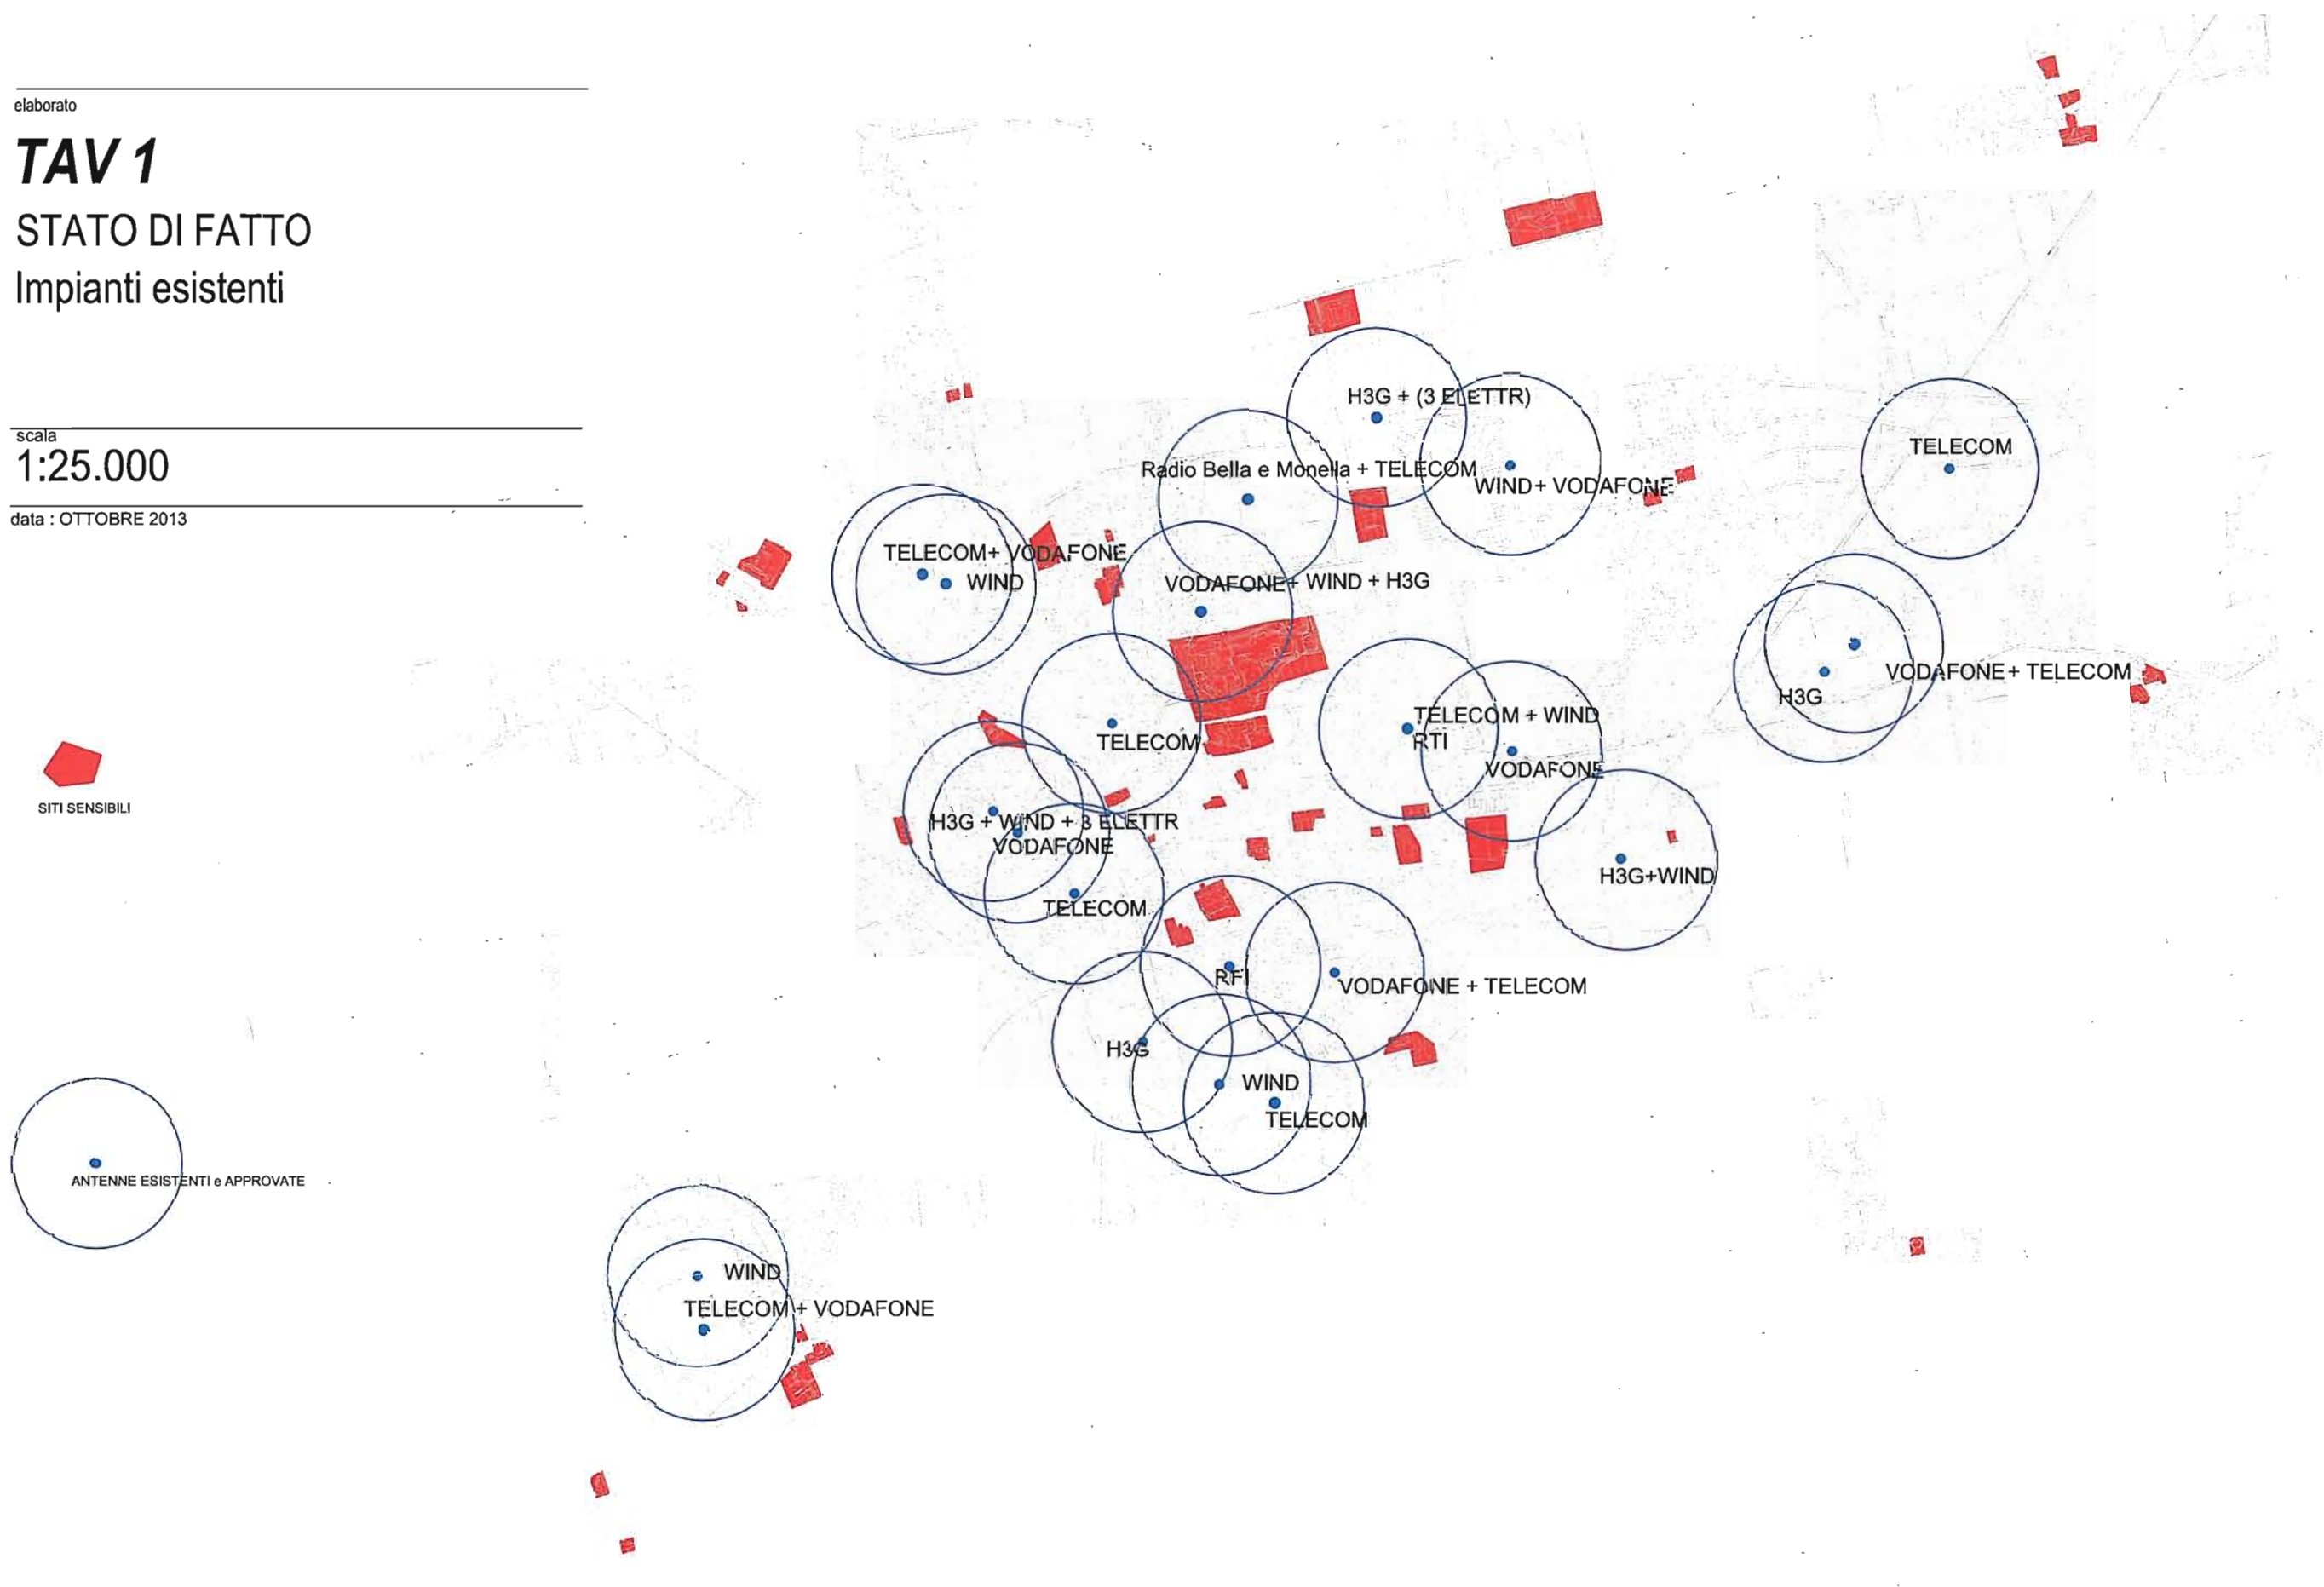 elaborato
TAV 1
STATO DI FATTO
Impianti esistenti
scala
1:25.000
data : OTTOBRE 2013
SITI SENSIBILI
ANTENNE ESISTENTI e APPROVATE
H3G + (3 ELETTR)
Radio Bella e Monella + TELECOM
WIND+ VODAFONE
TELECOM
TELECOM+ VODAFONE
WIND
VODAFONE+ WIND + H3G
VODAFONE+ TELECOM
H3G
TELECOM + WIND
RTI
VODAFONE
TELECOM
H3G + WIND + 3 ELETTR
VODAFONE
H3G+WIND
TELECOM
RFI
VODAFONE + TELECOM
H3G
WIND
TELECOM
WIND
TELECOM + VODAFONE